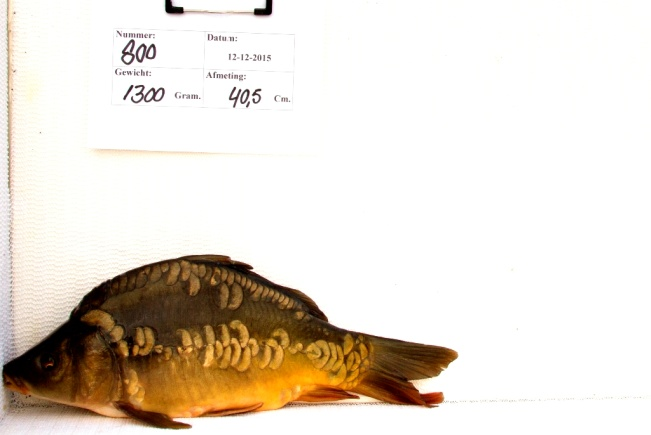 Nummer: Datum:
800 12-12-2015
Gewicht: Afmeting:
1300 Gram. 40,5 Cm.